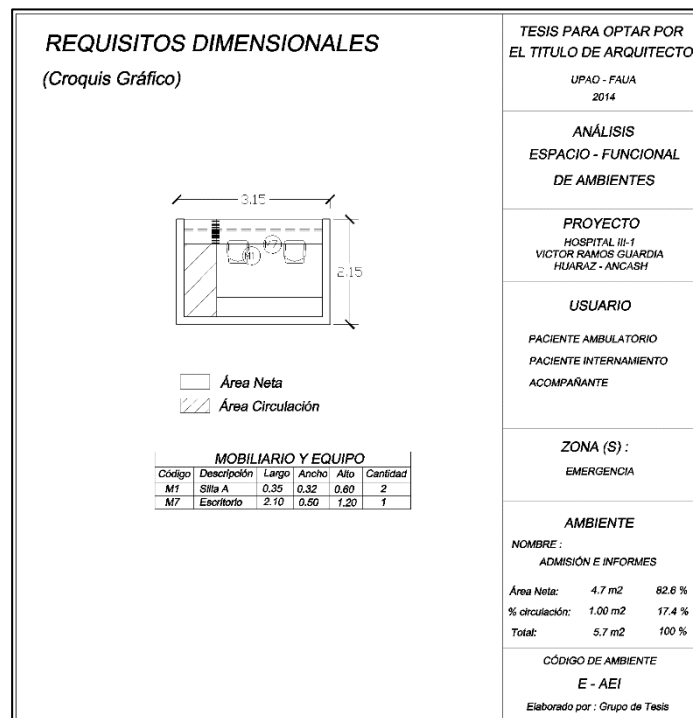 REQUISITOS DIMENSIONALES
(Croquis Gráfico)
3.15
2.15
M1
M7
Área Neta
Área Circulación
MOBILIARIO Y EQUIPO
Código Descripción Largo Ancho Alto Cantidad
M1 Silla A 0.35 0.32 0.60 2
M7 Escritorio 2.10 0.50 1.20 1
TESIS PARA OPTAR POR
EL TITULO DE ARQUITECTO
UPAO - FAUA
2014
ANÁLISIS
ESPACIO - FUNCIONAL
DE AMBIENTES
PROYECTO
HOSPITAL III-1
VICTOR RAMOS GUARDIA
HUARAZ - ANCASH
USUARIO
PACIENTE AMBULATORIO
PACIENTE INTERNAMIENTO
ACOMPAÑANTE
ZONA (S) :
EMERGENCIA
AMBIENTE
NOMBRE :
ADMISIÓN E INFORMES
Área Neta: 4.7 m2 82.6 %
% circulación: 1.00 m2 17.4 %
Total: 5.7 m2 100 %
CÓDIGO DE AMBIENTE
E - AEI
Elaborado por : Grupo de Tesis